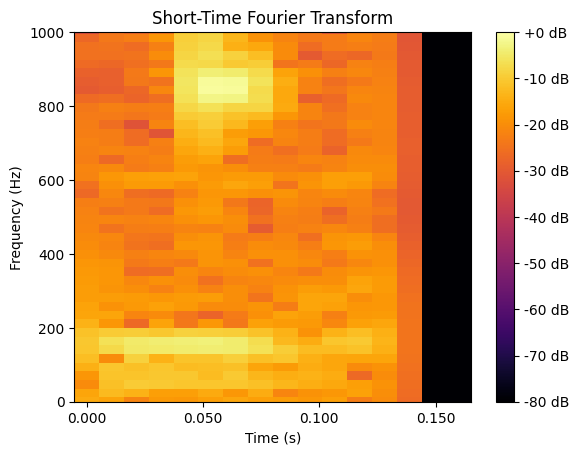 Short-Time Fourier Transform
1000
800
600
400
200
0
Frequency (Hz)
0.000
0.050
0.100
0.150
Time (s)
+0 dB
-10 dB
-20 dB
-30 dB
-40 dB
-50 dB
-60 dB
-70 dB
-80 dB